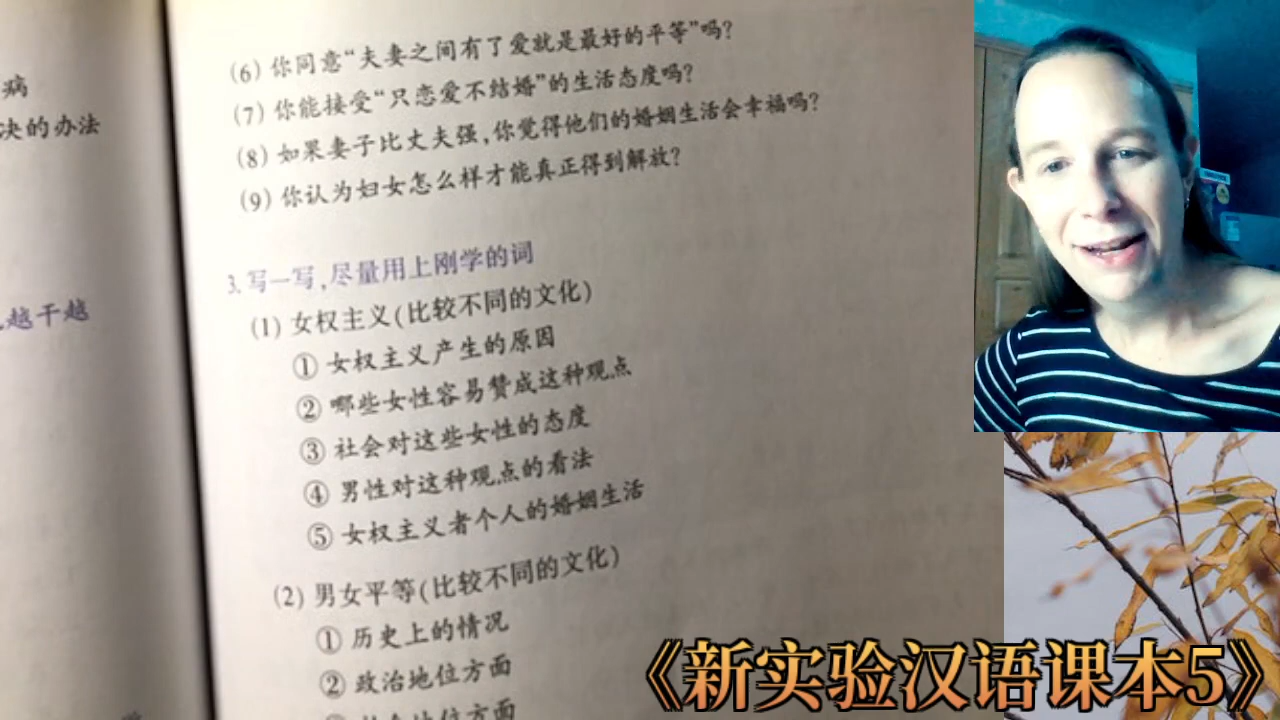 病
决的办法
越干越
(6) 你同意“夫妻之间有了爱就是最好的平等”吗?
(7) 你能接受“只恋爱不结婚”的生活态度吗?
(8) 如果妻子比丈夫强,你觉得他们的婚姻生活会幸福吗?
(9) 你认为妇女怎么样才能真正得到解放?
3. 写一写,尽量用上刚学的词
(1) 女权主义(比较不同的文化)
① 女权主义产生的原因
② 哪些女性容易赞成这种观点
③ 社会对这些女性的态度
④ 男性对这种观点的看法
⑤ 女权主义者个人的婚姻生活
(2) 男女平等(比较不同的文化)
① 历史上的情况
② 政治地位方面
社会地位方面
《新实验汉语课本5》